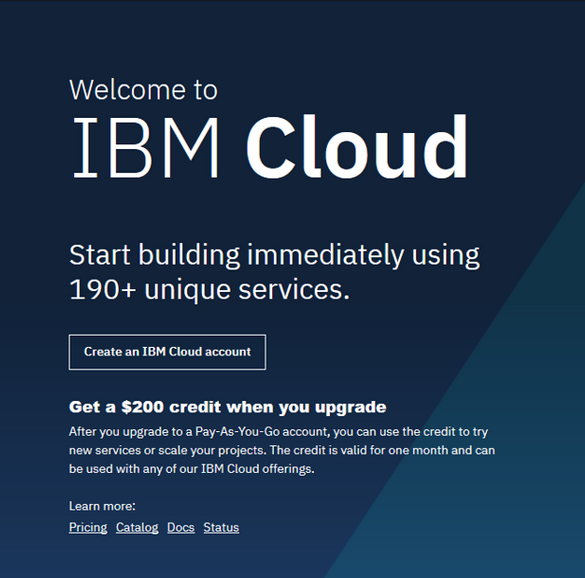 Welcome to
IBM Cloud
Start building immediately using
190+ unique services.
Create an IBM Cloud account
Get a $200 credit when you upgrade
After you upgrade to a Pay-As-You-Go account, you can use the credit to try
new services or scale your projects. The credit is valid for one month and can
be used with any of our IBM Cloud offerings.
Learn more:
Pricing Catalog Docs Status